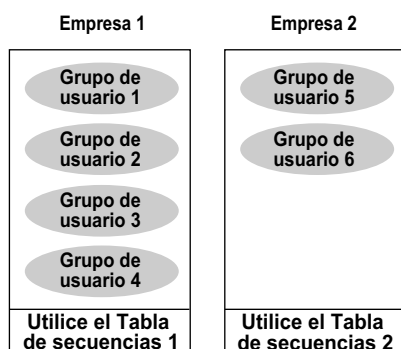 Empresa 1
Grupo de
usuario 1
Grupo de
usuario 2
Grupo de
usuario 3
Grupo de
usuario 4
Utilice el Tabla
de secuencias 1
Empresa 2
Grupo de
usuario 5
Grupo de
usuario 6
Utilice el Tabla
de secuencias 2